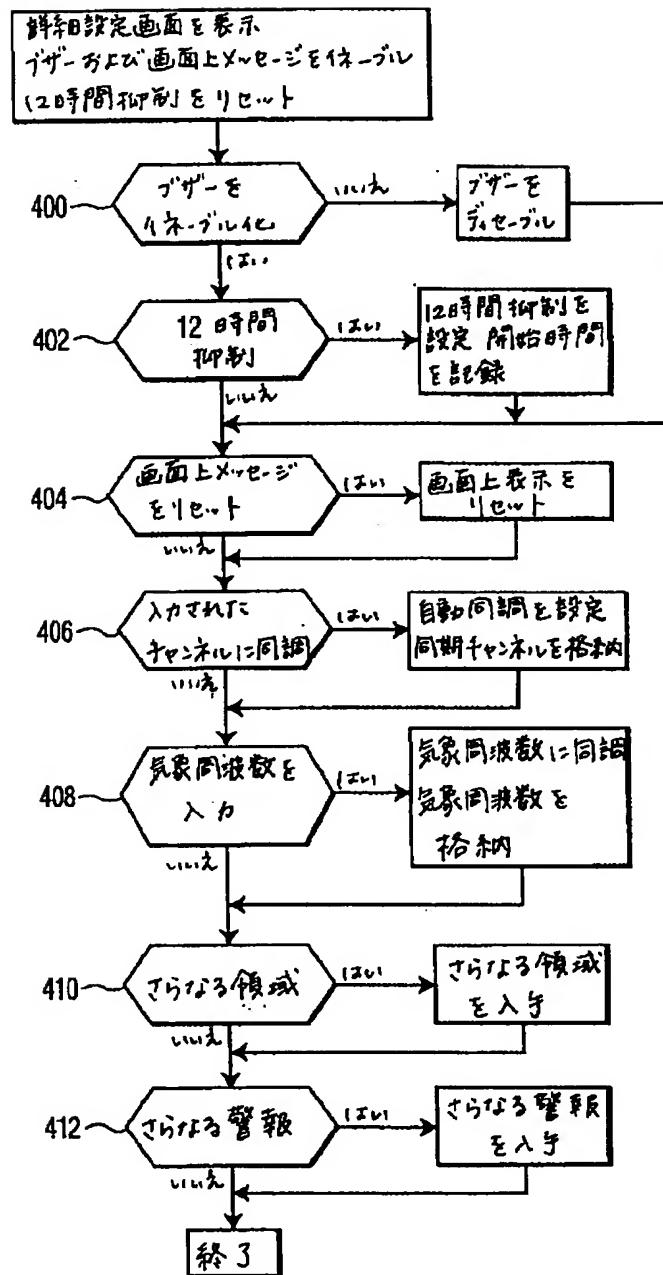 詳細設定画面を表示
ブザーおよび画面上メッセージをイネーブル
12時間抑制をリセット
400
ブザーを
イネーブル化
いいえ
ブザーを
ディセーブル
はい
402
12時間
抑制
はい
12時間抑制を
設定 開始時間
を記録
いいえ
404
画面上メッセージ
をリセット
はい
画面上表示を
リセット
いいえ
406
入力された
チャンネルに同調
はい
自動同調を設定
同期チャンネルを格納
いいえ
408
気象周波数を
入力
はい
気象周波数に同調
気象周波数を
格納
いいえ
410
さらなる領域
はい
さらなる領域
を入手
いいえ
412
さらなる警報
はい
さらなる警報
を入手
いいえ
終了